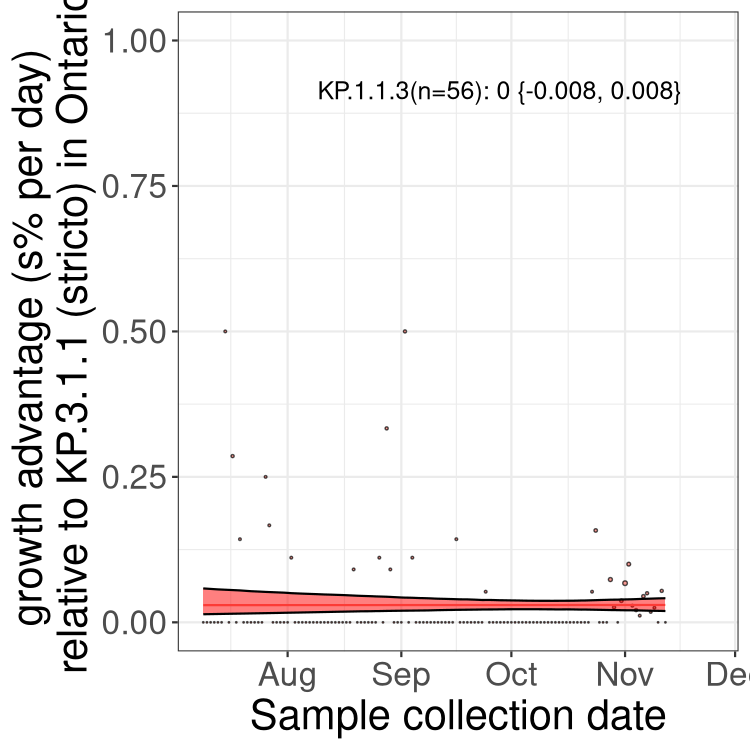 growth advantage (s% per day)
relative to KP.3.1.1 (stricto) in Ontario
1.00
0.75
0.50
0.25
0.00
KP.1.1.3(n=56): 0 {-0.008, 0.008}
Aug Sep Oct Nov De
Sample collection date